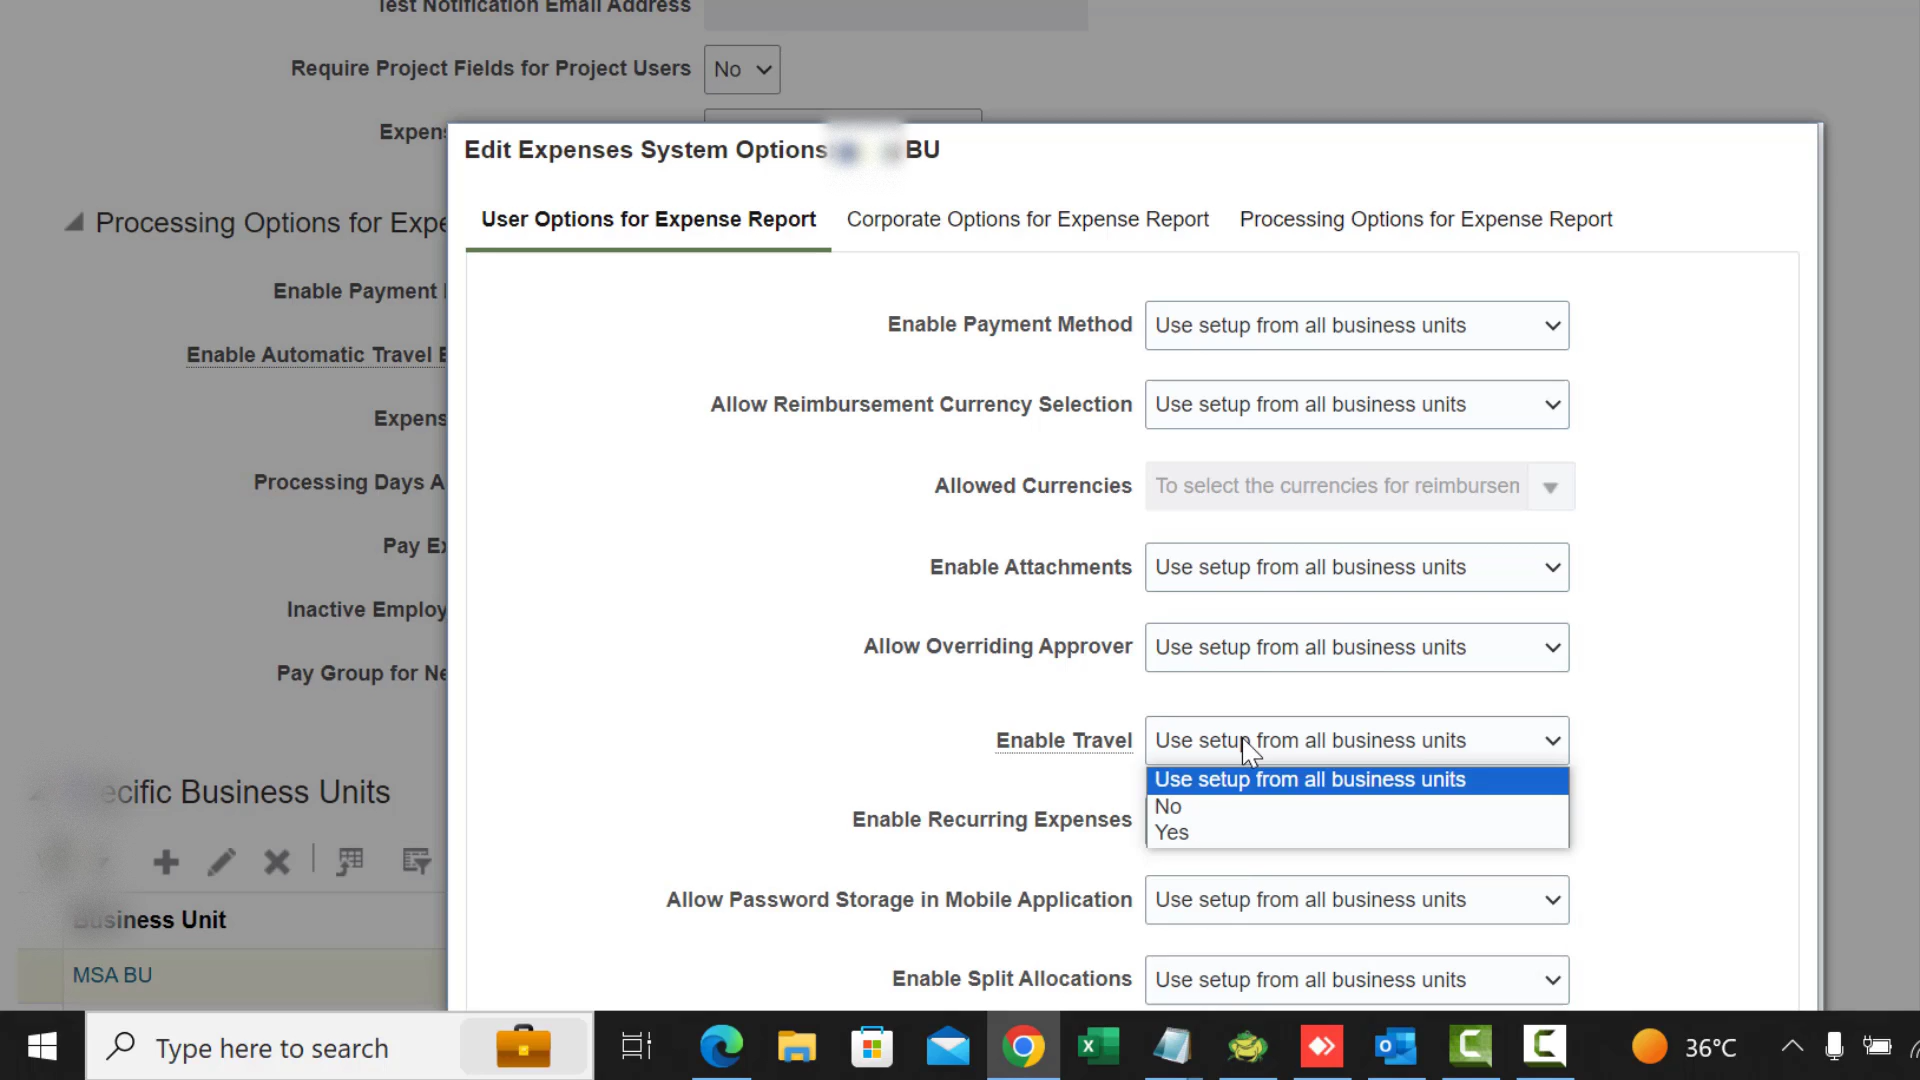 Test Notification Email Address
Require Project Fields for Project Users No
Expens
Edit Expenses System Options BU
User Options for Expense Report Corporate Options for Expense Report Processing Options for Expense Report
Processing Options for Expe
Enable Payment
Enable Payment Method Use setup from all business units
Enable Automatic Travel E
Allow Reimbursement Currency Selection Use setup from all business units
Expens
Processing Days A
Allowed Currencies To select the currencies for reimbursem
Pay Ex
Enable Attachments Use setup from all business units
Inactive Employ
Allow Overriding Approver Use setup from all business units
Pay Group for Ne
Enable Travel Use setup from all business units
Use setup from all business units
No
Yes
Specific Business Units
Enable Recurring Expenses
Allow Password Storage in Mobile Application Use setup from all business units
Business Unit
MSA BU
Enable Split Allocations Use setup from all business units
Type here to search
36°C